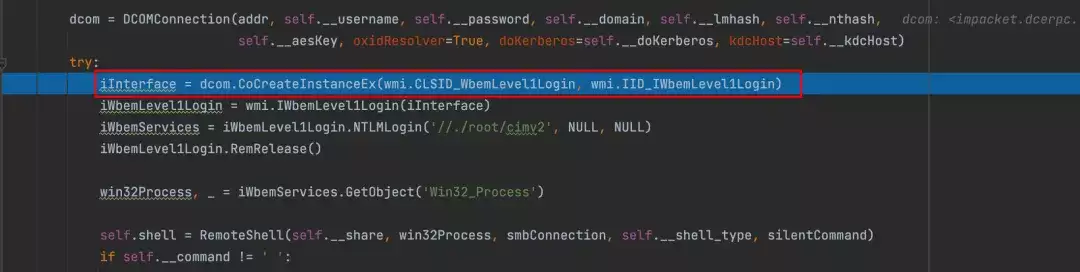 dcom = DCOMConnection(addr, self.__username, self.__password, self.__domain, self.__lmhash, self.__nthash,   dcom: <impacket.dcerpc.
self.__aesKey, oxidResolver=True, doKerberos=self.__doKerberos, kdcHost=self.__kdcHost)
try:
iInterface = dcom.CoCreateInstanceEx(wmi.CLSID_WbemLevel1Login, wmi.IID_IWbemLevel1Login)
iWbemLevel1Login = wmi.IWbemLevel1Login(iInterface)
iWbemServices = iWbemLevel1Login.NTLMLogin('//./root/cimv2', NULL, NULL)
iWbemLevel1Login.RemRelease()
win32Process, _ = iWbemServices.GetObject('Win32_Process')
self.shell = RemoteShell(self.__share, win32Process, smbConnection, self.__shell_type, silentCommand)
if self.__command != ' ':